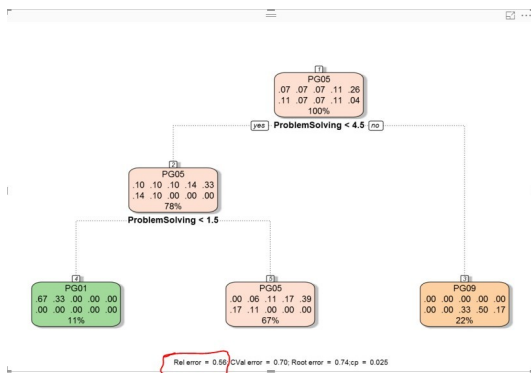 1
PG05
.07 .07 .07 .11 .26
.11 .07 .07 .11 .04
100%
yes ProblemSolving < 4.5 no
2
PG05
.10 .10 .10 .14 .33
.14 .10 .00 .00 .00
78%
ProblemSolving < 1.5
4
PG01
.67 .33 .00 .00 .00
.00 .00 .00 .00 .00
11%
5
PG05
.00 .06 .11 .17 .39
.17 .11 .00 .00 .00
67%
3
PG09
.00 .00 .00 .00 .00
.00 .00 .33 .50 .17
22%
Rel error = 0.56; CVal error = 0.70; Root error = 0.74;cp = 0.025